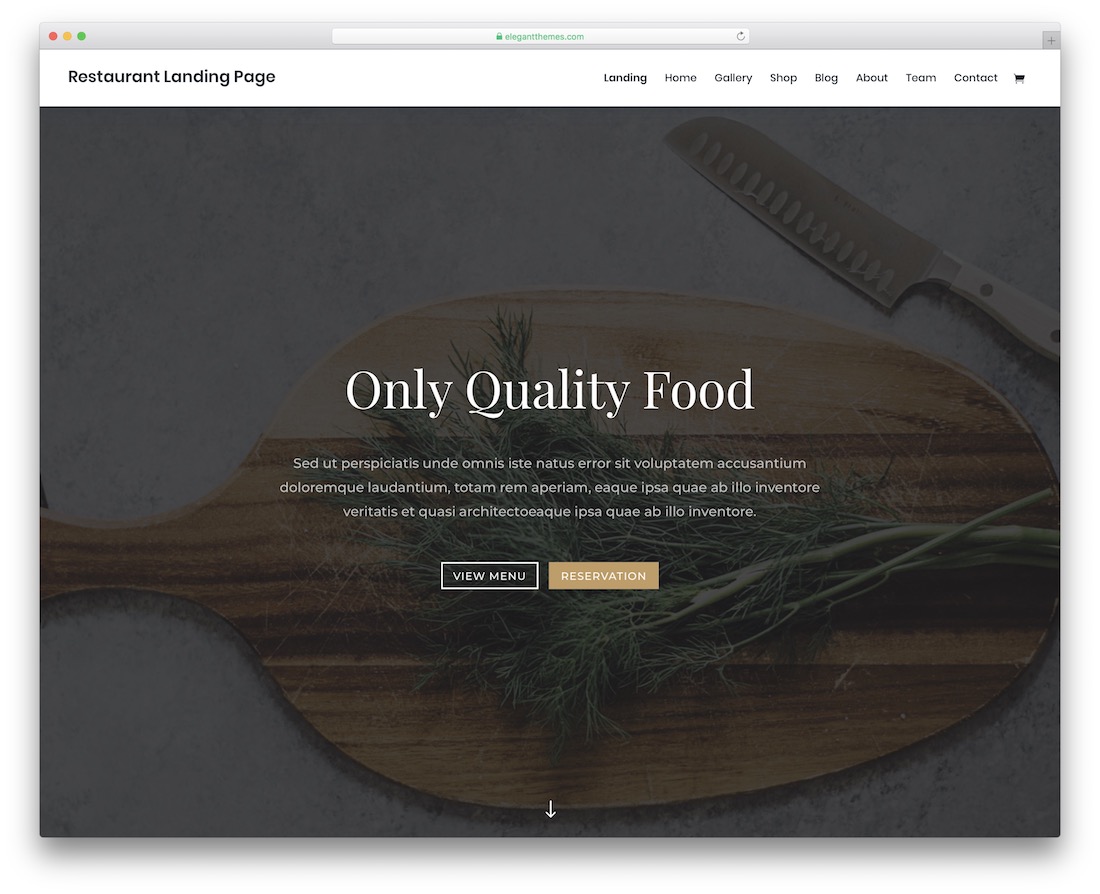 elegantthemes.com
Restaurant Landing Page
Landing Home Gallery Shop Blog About Team Contact
Only Quality Food
Sed ut perspiciatis unde omnis iste natus error sit voluptatem accusantium
doloremque laudantium, totam rem aperiam, eaque ipsa quae ab illo inventore
veritatis et quasi architectoeaque ipsa quae ab illo inventore.
VIEW MENU RESERVATION